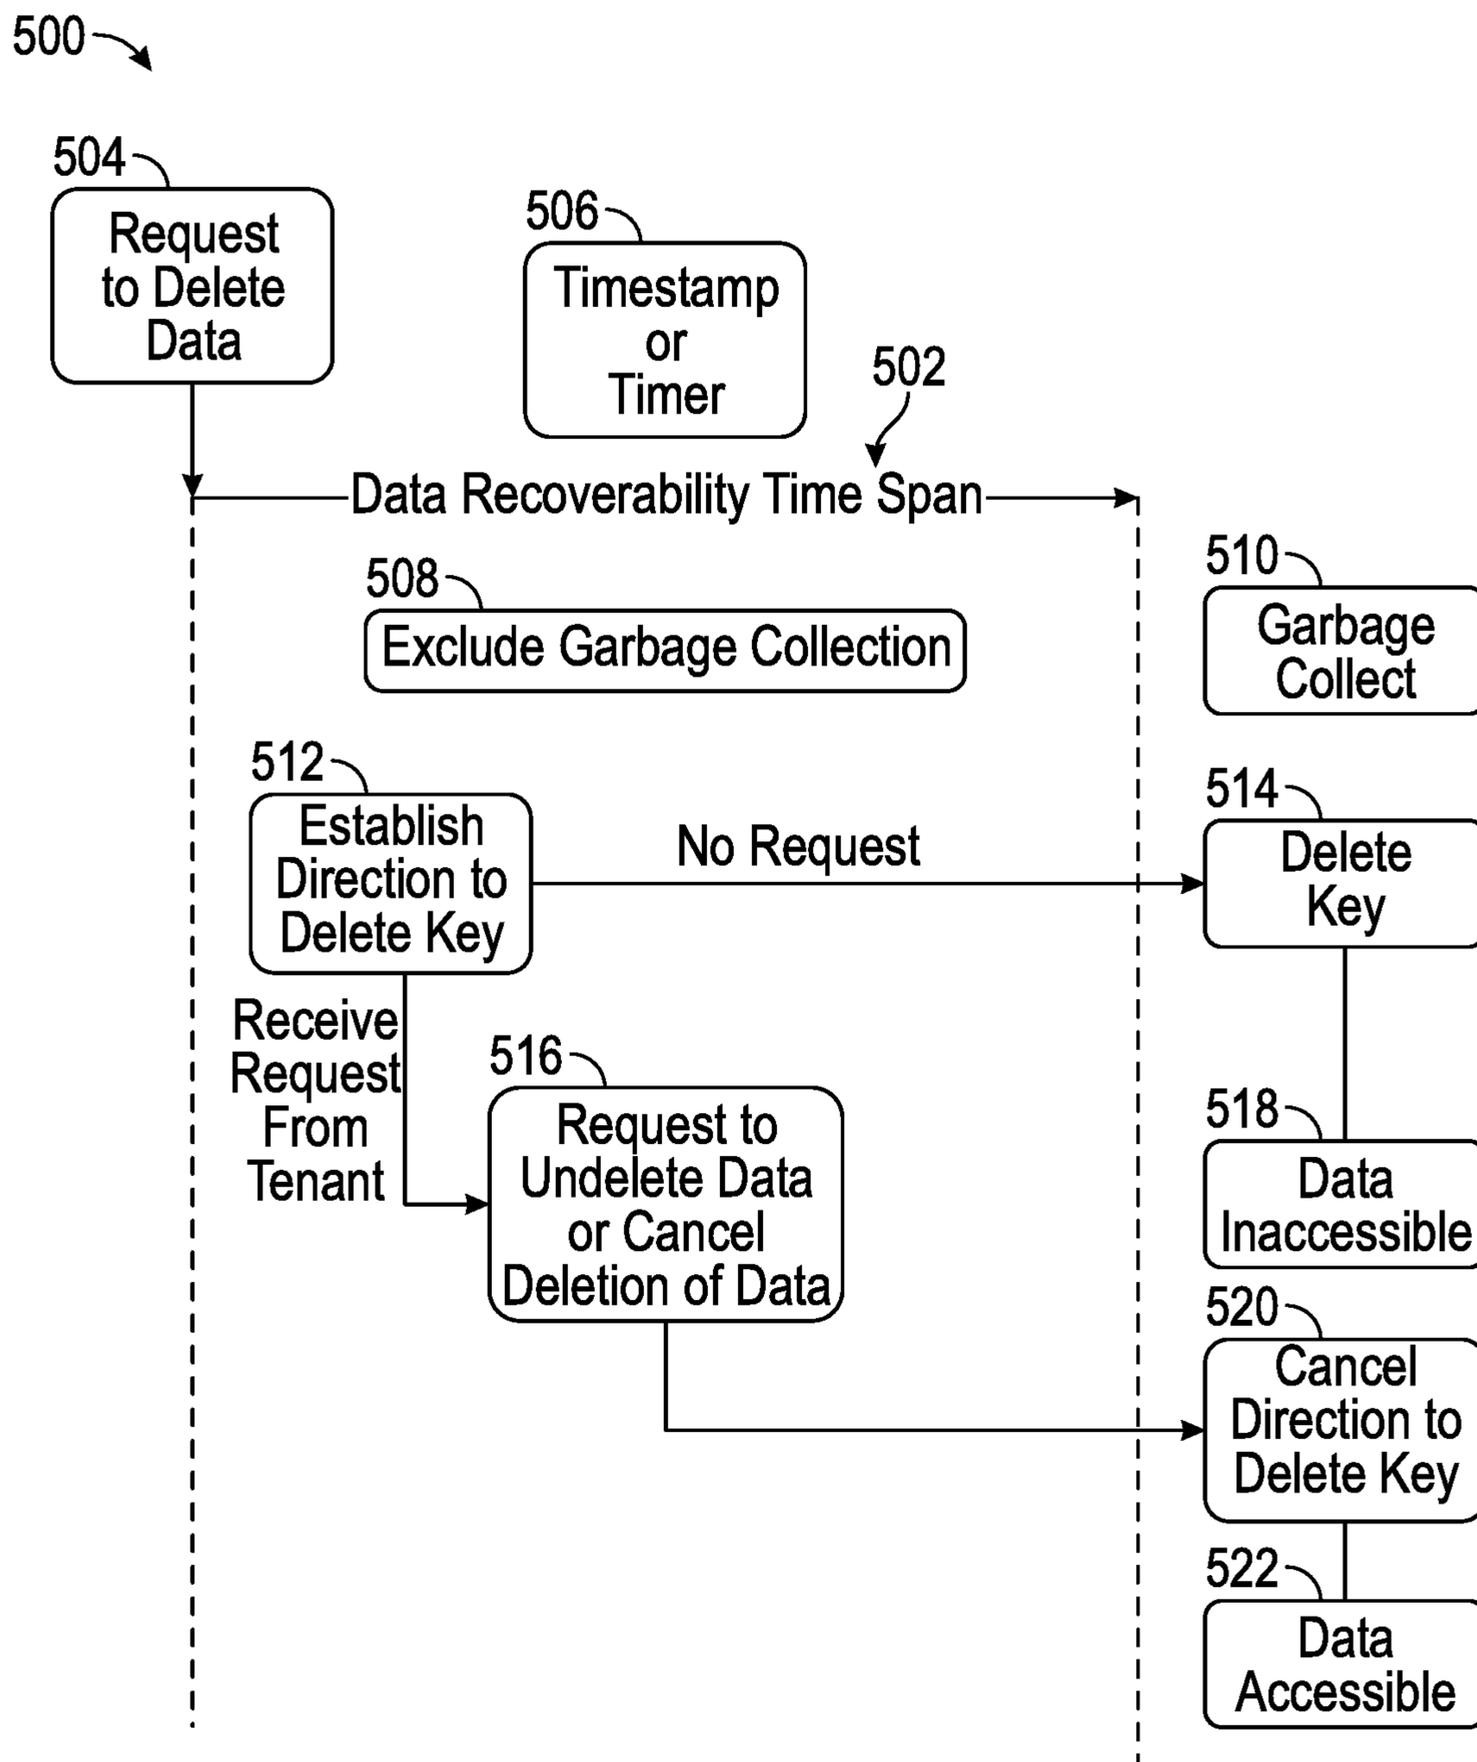 500
504
Request
to Delete
Data
506
Timestamp
or
Timer
502
Data Recoverability Time Span
508
Exclude Garbage Collection
510
Garbage
Collect
512
Establish
Direction to
Delete Key
No Request
514
Delete
Key
Receive
Request
From
Tenant
516
Request to
Undelete Data
or Cancel
Deletion of Data
518
Data
Inaccessible
520
Cancel
Direction to
Delete Key
522
Data
Accessible